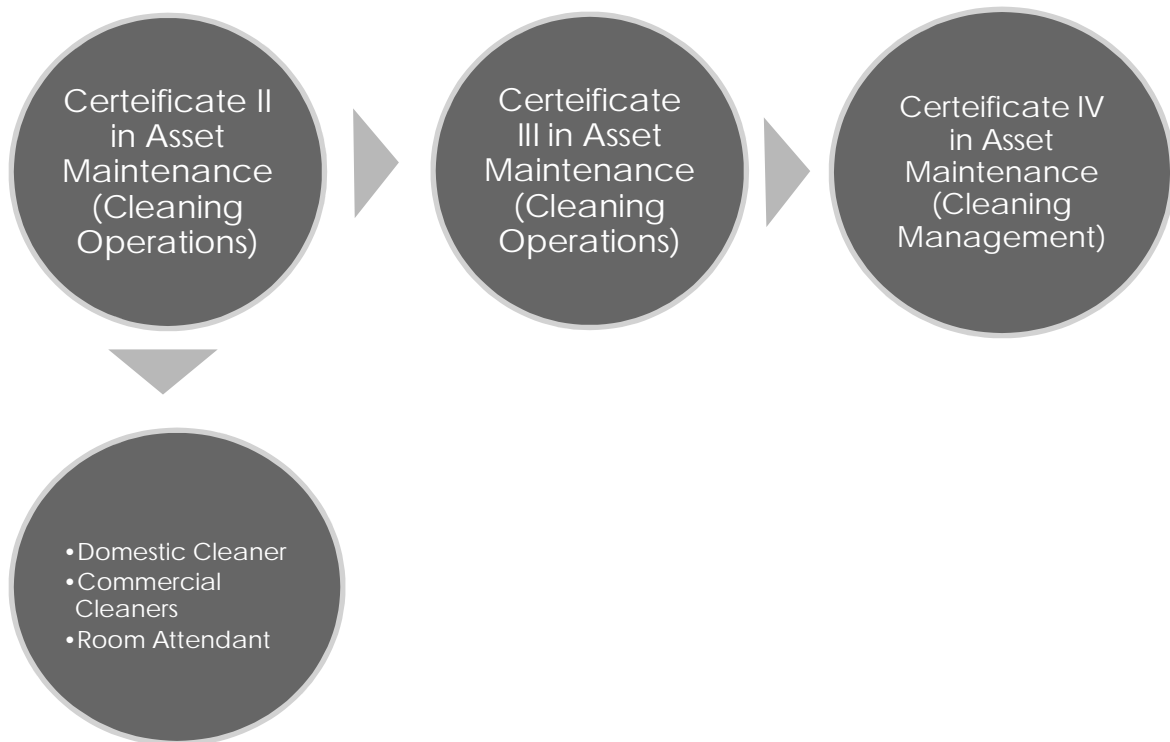 Certeificate II
in Asset
Maintenance
(Cleaning
Operations)
Certeificate
III in Asset
Maintenance
(Cleaning
Operations)
Certeificate IV
in Asset
Maintenance
(Cleaning
Management)
•Domestic Cleaner
•Commercial
Cleaners
•Room Attendant